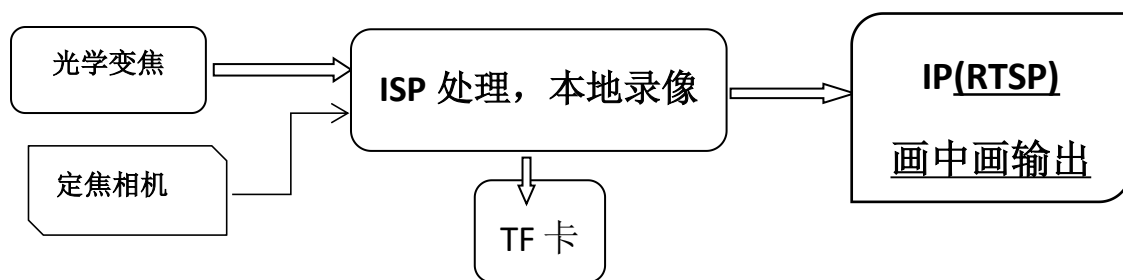 光学变焦
定焦相机
ISP 处理，本地录像
TF 卡
IP(RTSP)
画中画输出